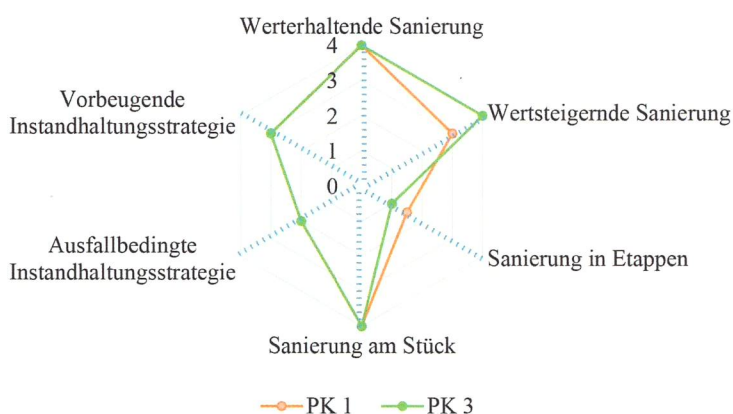 Werterhaltende Sanierung
4
3
2
1
0
Vorbeugende
Instandhaltungsstrategie
Wertsteigernde Sanierung
Ausfallbedingte
Instandhaltungsstrategie
Sanierung in Etappen
Sanierung am Stück
PK 1
PK 3